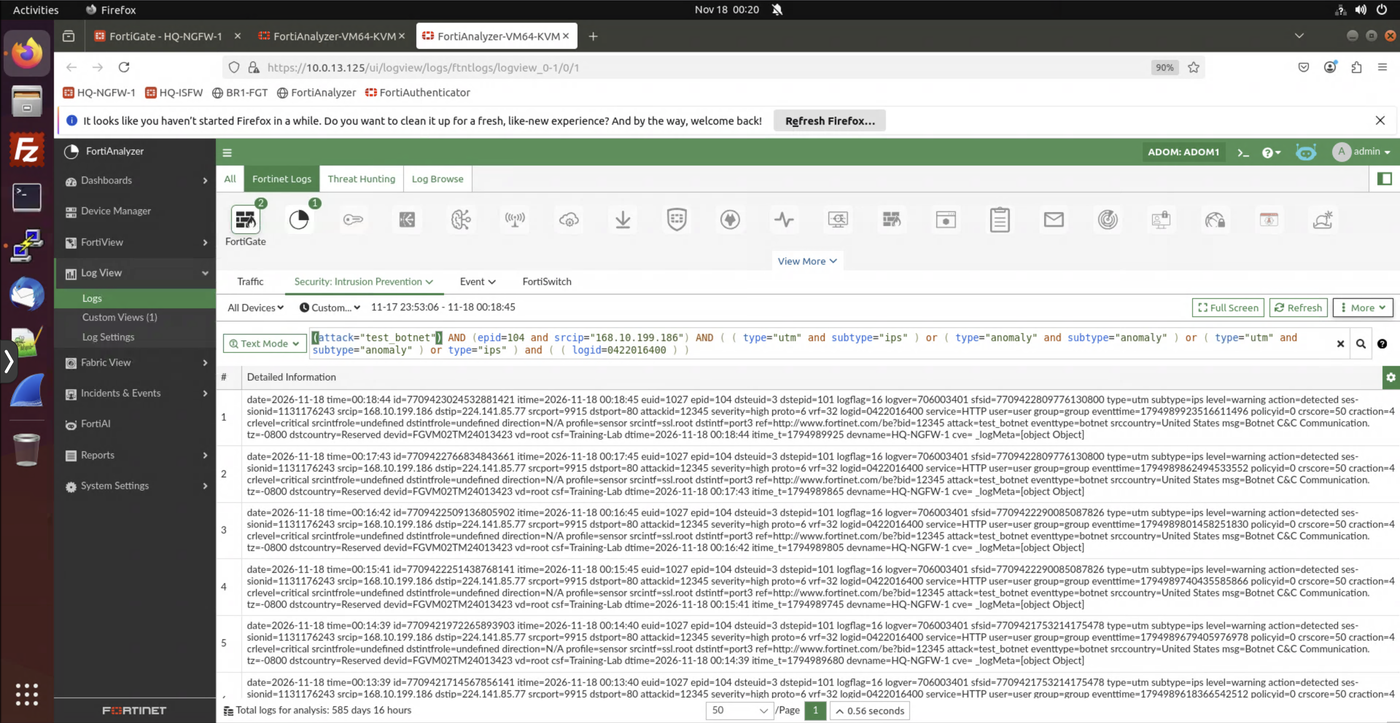 Activities Firefox Nov 18 00:20
FortiGate - HQ-NGFW-1 × FortiAnalyzer-VM64-KVM × FortiAnalyzer-VM64-KVM × +
https://10.0.13.125/ui/logview/logs/ftntlogs/logview_0-1/0/1 90%
HQ-NGFW-1 HQ-ISFW BR1-FGT FortiAnalyzer FortiAuthenticator
It looks like you haven't started Firefox in a while. Do you want to clean it up for a fresh, like-new experience? And by the way, welcome back! Refresh Firefox...
FortiAnalyzer ADOM: ADOM1 admin
Dashboards
Device Manager
FortiView
Log View
Logs
Custom Views (1)
Log Settings
Fabric View
Incidents & Events
FortiAI
Reports
System Settings
FORTINET
All Fortinet Logs Threat Hunting Log Browse
2 1
FortiGate
View More
Traffic Security: Intrusion Prevention Event FortiSwitch
All Devices Custom... 11-17 23:53:06 - 11-18 00:18:45 Full Screen Refresh More
Text Mode (attack="test_botnet") AND (epid=104 and srcip="168.10.199.186") AND ( ( type="utm" and subtype="ips" ) or ( type="anomaly" and subtype="anomaly" ) or ( type="utm" and
subtype="anomaly" ) or type="ips" ) and ( ( logid=0422016400 ) )
# Detailed Information
1
date=2026-11-18 time=00:18:44 id=7709423024532881421 itime=2026-11-18 00:18:45 euid=1027 epid=104 dsteuid=3 dstepid=101 logflag=16 logver=706003401 sfsid=7709422809776130800 type=utm subtype=ips level=warning action=detected ses-
sionid=1131176243 srcip=168.10.199.186 dstip=224.141.85.77 srcport=9915 dstport=80 attackid=12345 severity=high proto=6 vrf=32 logid=0422016400 service=HTTP user=user group=group eventtime=1794989923516611496 policyid=0 crscore=50 craction=4
crlevel=critical srcintfrole=undefined dstintfrole=undefined direction=N/A profile=sensor srcintf=ssl.root dstintf=port3 ref=http://www.fortinet.com/be?bid=12345 attack=test_botnet eventtype=botnet srccountry=United States msg=Botnet C&C Communication.
tz=-0800 dstcountry=Reserved devid=FGVM02TM24013423 vd=root csf=Training-Lab dtime=2026-11-18 00:18:44 itime_t=1794989925 devname=HQ-NGFW-1 cve= _logMeta=[object Object]
2
date=2026-11-18 time=00:17:43 id=7709422766834843661 itime=2026-11-18 00:17:45 euid=1027 epid=104 dsteuid=3 dstepid=101 logflag=16 logver=706003401 sfsid=7709422809776130800 type=utm subtype=ips level=warning action=detected ses-
sionid=1131176243 srcip=168.10.199.186 dstip=224.141.85.77 srcport=9915 dstport=80 attackid=12345 severity=high proto=6 vrf=32 logid=0422016400 service=HTTP user=user group=group eventtime=1794989862494533552 policyid=0 crscore=50 craction=4
crlevel=critical srcintfrole=undefined dstintfrole=undefined direction=N/A profile=sensor srcintf=ssl.root dstintf=port3 ref=http://www.fortinet.com/be?bid=12345 attack=test_botnet eventtype=botnet srccountry=United States msg=Botnet C&C Communication.
tz=-0800 dstcountry=Reserved devid=FGVM02TM24013423 vd=root csf=Training-Lab dtime=2026-11-18 00:17:43 itime_t=1794989865 devname=HQ-NGFW-1 cve= _logMeta=[object Object]
3
date=2026-11-18 time=00:16:42 id=7709422509136805902 itime=2026-11-18 00:16:45 euid=1027 epid=104 dsteuid=3 dstepid=101 logflag=16 logver=706003401 sfsid=7709422290085087826 type=utm subtype=ips level=warning action=detected ses-
sionid=1131176243 srcip=168.10.199.186 dstip=224.141.85.77 srcport=9915 dstport=80 attackid=12345 severity=high proto=6 vrf=32 logid=0422016400 service=HTTP user=user group=group eventtime=1794989801458251830 policyid=0 crscore=50 craction=4
crlevel=critical srcintfrole=undefined dstintfrole=undefined direction=N/A profile=sensor srcintf=ssl.root dstintf=port3 ref=http://www.fortinet.com/be?bid=12345 attack=test_botnet eventtype=botnet srccountry=United States msg=Botnet C&C Communication.
tz=-0800 dstcountry=Reserved devid=FGVM02TM24013423 vd=root csf=Training-Lab dtime=2026-11-18 00:16:42 itime_t=1794989805 devname=HQ-NGFW-1 cve= _logMeta=[object Object]
4
date=2026-11-18 time=00:15:41 id=7709422251438768141 itime=2026-11-18 00:15:45 euid=1027 epid=104 dsteuid=3 dstepid=101 logflag=16 logver=706003401 sfsid=7709422290085087826 type=utm subtype=ips level=warning action=detected ses-
sionid=1131176243 srcip=168.10.199.186 dstip=224.141.85.77 srcport=9915 dstport=80 attackid=12345 severity=high proto=6 vrf=32 logid=0422016400 service=HTTP user=user group=group eventtime=1794989740435585866 policyid=0 crscore=50 craction=4
crlevel=critical srcintfrole=undefined dstintfrole=undefined direction=N/A profile=sensor srcintf=ssl.root dstintf=port3 ref=http://www.fortinet.com/be?bid=12345 attack=test_botnet eventtype=botnet srccountry=United States msg=Botnet C&C Communication.
tz=-0800 dstcountry=Reserved devid=FGVM02TM24013423 vd=root csf=Training-Lab dtime=2026-11-18 00:15:41 itime_t=1794989745 devname=HQ-NGFW-1 cve= _logMeta=[object Object]
5
date=2026-11-18 time=00:14:39 id=7709421972265893903 itime=2026-11-18 00:14:40 euid=1027 epid=104 dsteuid=3 dstepid=101 logflag=16 logver=706003401 sfsid=7709421753214175478 type=utm subtype=ips level=warning action=detected ses-
sionid=1131176243 srcip=168.10.199.186 dstip=224.141.85.77 srcport=9915 dstport=80 attackid=12345 severity=high proto=6 vrf=32 logid=0422016400 service=HTTP user=user group=group eventtime=1794989679405976978 policyid=0 crscore=50 craction=4
crlevel=critical srcintfrole=undefined dstintfrole=undefined direction=N/A profile=sensor srcintf=ssl.root dstintf=port3 ref=http://www.fortinet.com/be?bid=12345 attack=test_botnet eventtype=botnet srccountry=United States msg=Botnet C&C Communication.
tz=-0800 dstcountry=Reserved devid=FGVM02TM24013423 vd=root csf=Training-Lab dtime=2026-11-18 00:14:39 itime_t=1794989680 devname=HQ-NGFW-1 cve= _logMeta=[object Object]
date=2026-11-18 time=00:13:39 id=7709421714567856141 itime=2026-11-18 00:13:40 euid=1027 epid=104 dsteuid=3 dstepid=101 logflag=16 logver=706003401 sfsid=7709421753214175478 type=utm subtype=ips level=warning action=detected ses-
sionid=1131176243 srcip=168.10.199.186 dstip=224.141.85.77 srcport=9915 dstport=80 attackid=12345 severity=high proto=6 vrf=32 logid=0422016400 service=HTTP user=user group=group eventtime=1794989618366542512 policyid=0 crscore=50 craction=4
Total logs for analysis: 585 days 16 hours 50 /Page 1 0.56 seconds